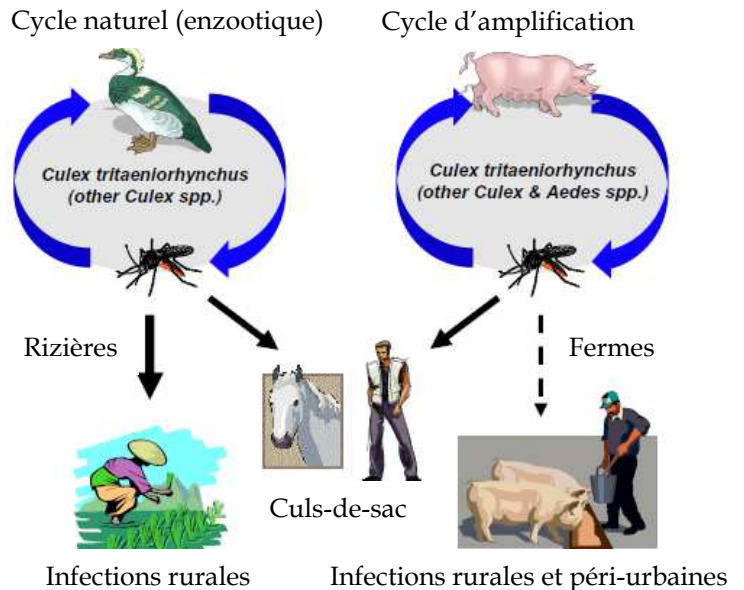 Cycle naturel (enzootique)
Cycle d’amplification
Culex tritaeniorhynchus
(other Culex spp.)
Culex tritaeniorhynchus
(other Culex & Aedes spp.)
Rizières
Fermes
Culs-de-sac
Infections rurales
Infections rurales et péri-urbaines